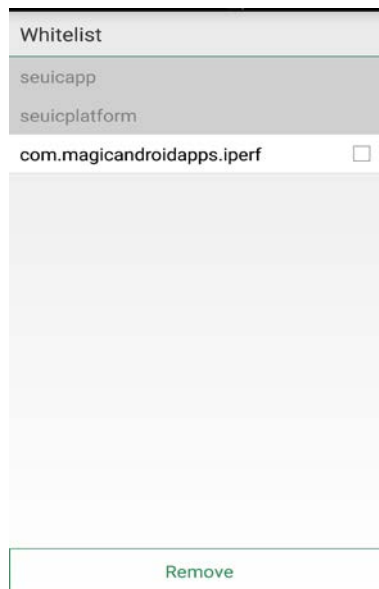 Whitelist
seuicapp
seuicplatform
com.magicandroidapps.iperf
Remove